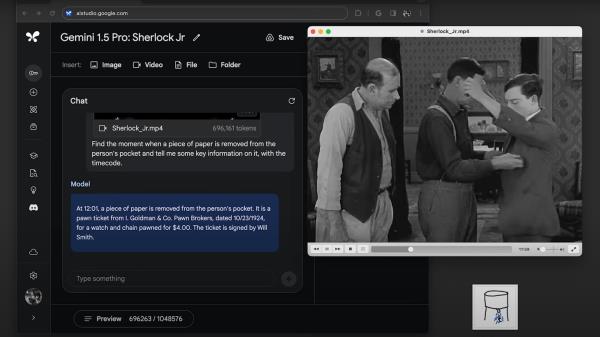 aistudio.google.com
Gemini 1.5 Pro: Sherlock Jr
Save
Insert:
Image
Video
File
Folder
Chat
Sherlock_Jr.mp4
696,161 tokens
Find the moment when a piece of paper is removed from the
person's pocket and tell me some key information on it, with the
timecode.
Model
At 12:01, a piece of paper is removed from the person's pocket. It is a
pawn ticket from I. Goldman & Co. Pawn Brokers, dated 10/23/1924,
for a watch and chain pawned for $4.00. The ticket is signed by Will
Smith.
Type something
Preview
696263 / 1048576
Sherlock_Jr.mp4